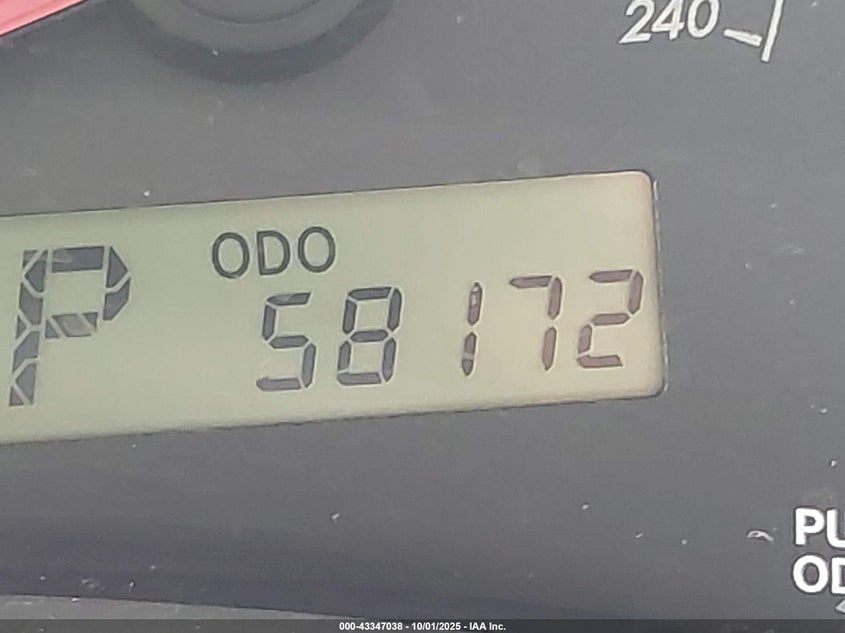 240
P
ODO
58172
PU
OD
000-43347038 - 10/01/2025 - IAA Inc.